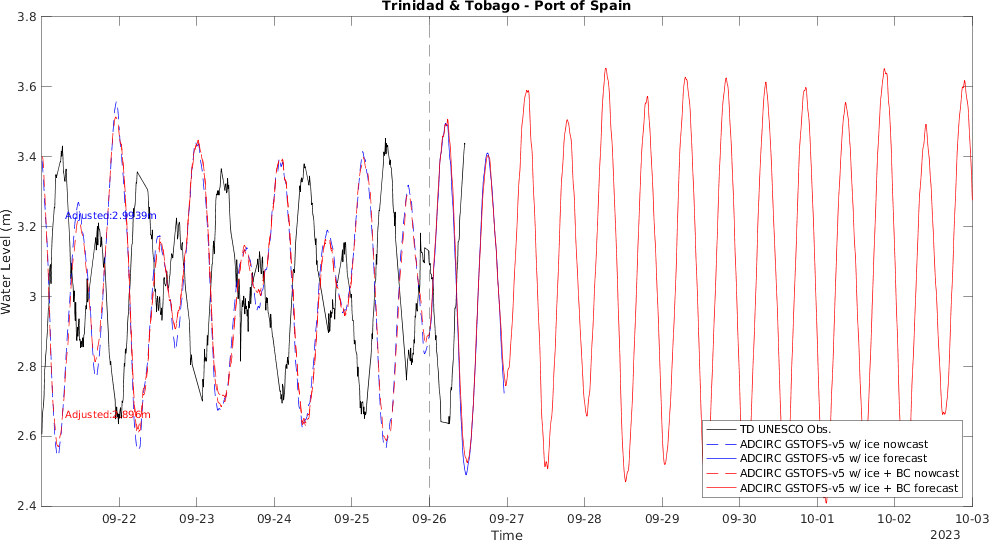 Trinidad & Tobago - Port of Spain
Water Level (m)
3.8
3.6
3.4
3.2
3
2.8
2.6
2.4
Adjusted:2.9939m
Adjusted:2.896m
TD UNESCO Obs.
ADCIRC GSTOFS-v5 w/ ice nowcast
ADCIRC GSTOFS-v5 w/ ice forecast
ADCIRC GSTOFS-v5 w/ ice + BC nowcast
ADCIRC GSTOFS-v5 w/ ice + BC forecast
09-22 09-23 09-24 09-25 09-26 09-27 09-28 09-29 09-30 10-01 10-02 10-03
Time
2023